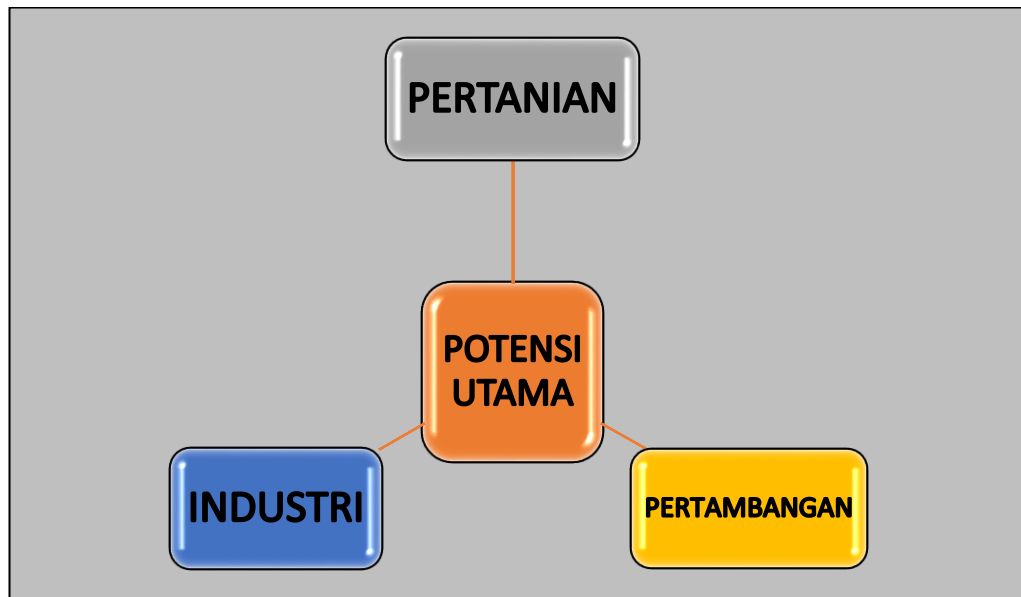 PERTANIAN
POTENSI
UTAMA
INDUSTRI
PERTAMBANGAN